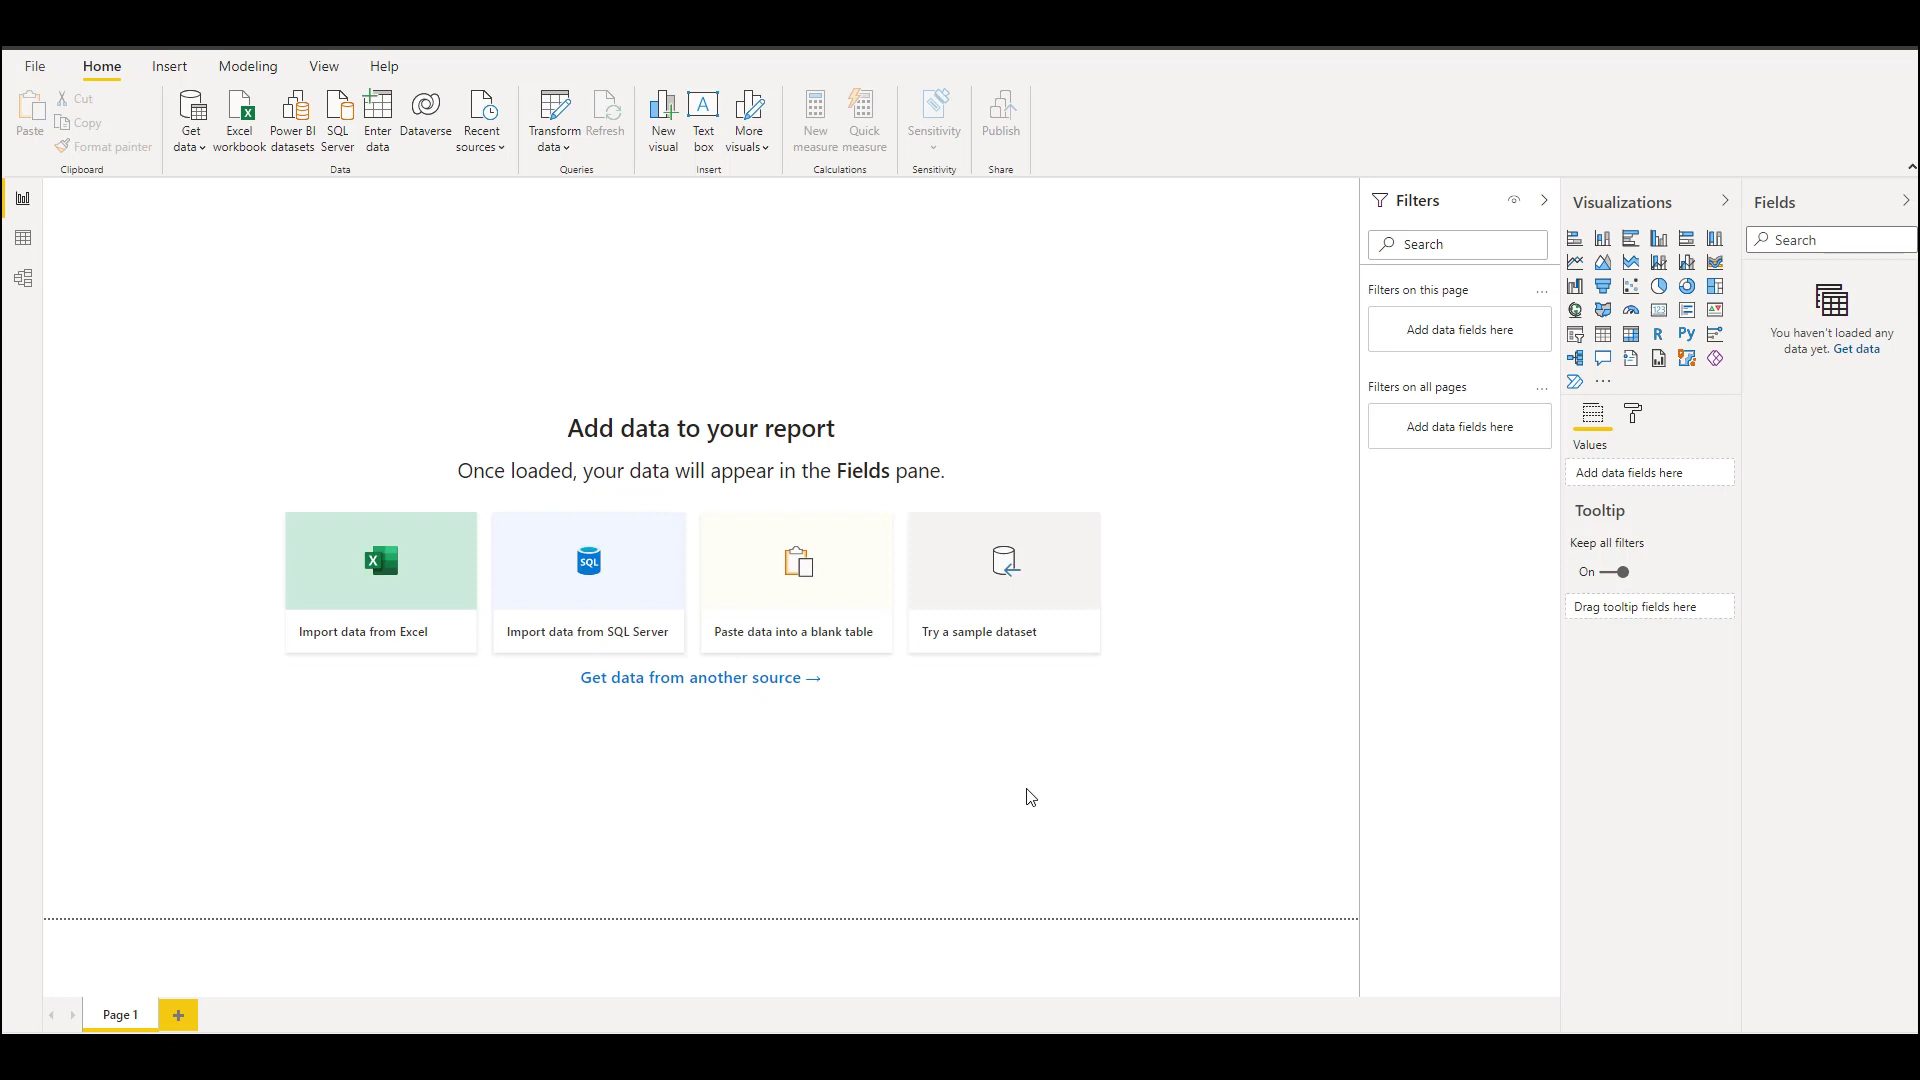 File Home Insert Modeling View Help
Paste
Cut
Copy
Format painter
Clipboard
Get data
Excel workbook
Power BI datasets
SQL Server
Enter data
Dataverse
Recent sources
Data
Transform data
Refresh
Queries
New visual
Text box
More visuals
Insert
New measure
Quick measure
Calculations
Sensitivity
Sensitivity
Publish
Share
Add data to your report
Once loaded, your data will appear in the Fields pane.
SQL
Import data from Excel
Import data from SQL Server
Paste data into a blank table
Try a sample dataset
Get data from another source →
Filters
Search
Filters on this page ...
Add data fields here
Filters on all pages ...
Add data fields here
Visualizations
123
R
Py
...
Values
Add data fields here
Tooltip
Keep all filters
On
Drag tooltip fields here
Fields
Search
You haven't loaded any
data yet. Get data
Page 1